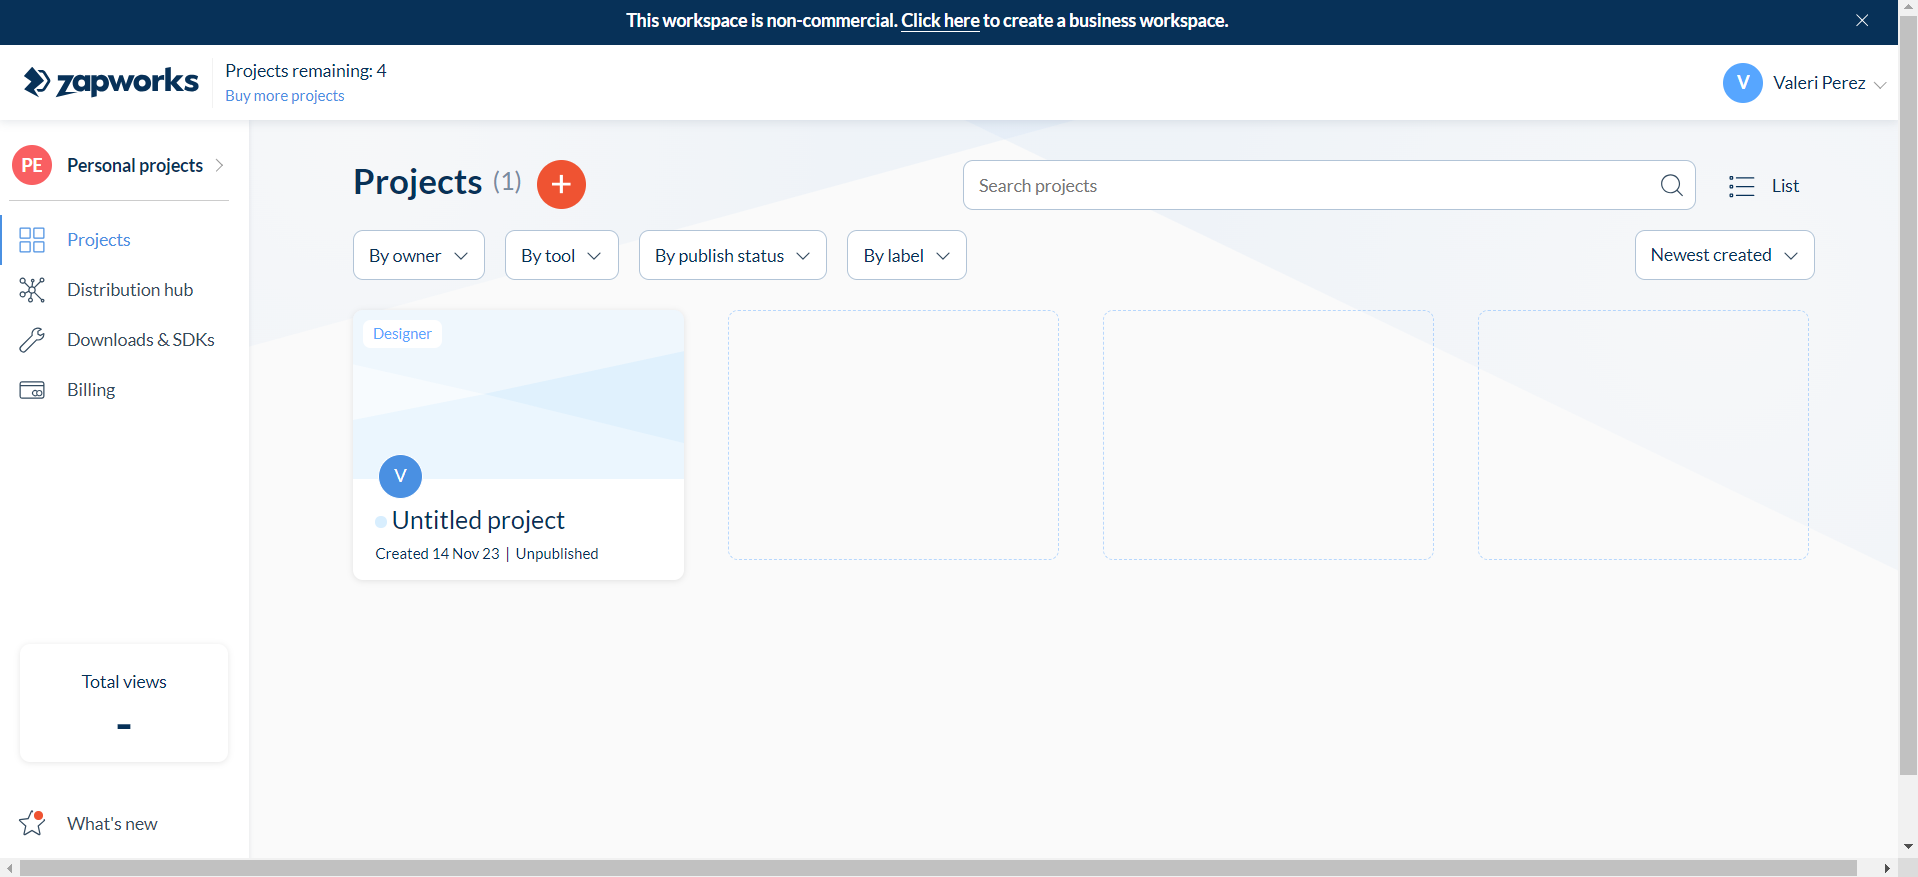 This workspace is non-commercial. Click here to create a business workspace.
zapworks
Projects remaining: 4
Buy more projects
V
Valeri Perez
PE
Personal projects
Projects
Distribution hub
Downloads & SDKs
Billing
Total views
-
What's new
Projects (1)
+
Search projects
List
By owner
By tool
By publish status
By label
Newest created
Designer
V
Untitled project
Created 14 Nov 23 | Unpublished